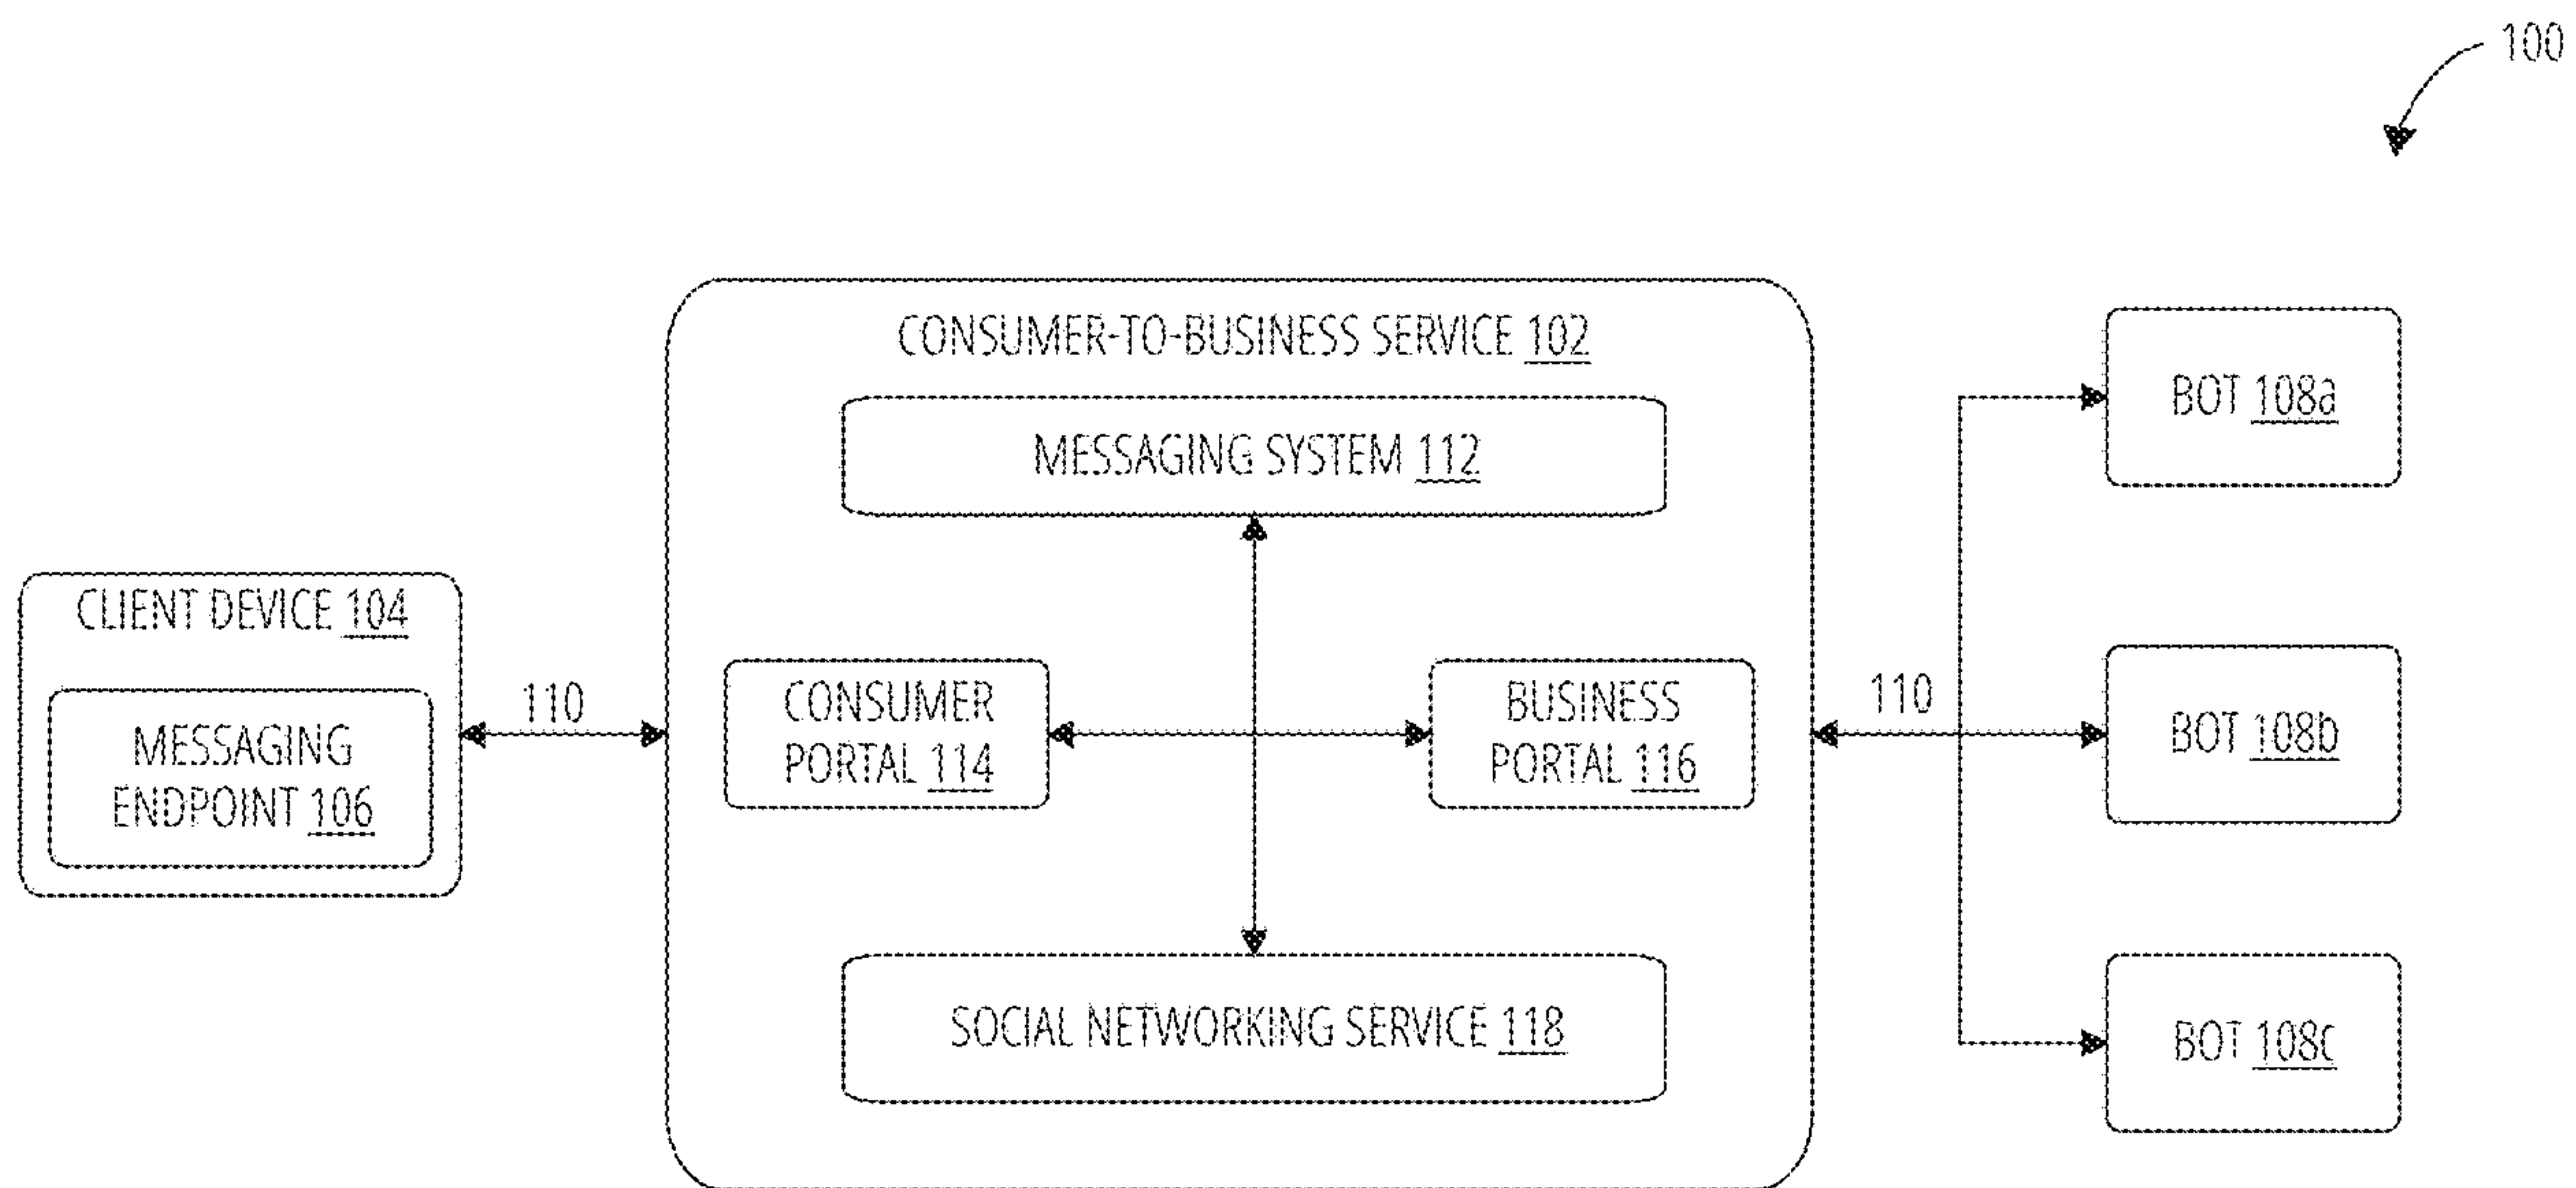 100
CONSUMER-TO-BUSINESS SERVICE 102
MESSAGING SYSTEM 112
CLIENT DEVICE 104
MESSAGING
ENDPOINT 106
110
CONSUMER
PORTAL 114
BUSINESS
PORTAL 116
SOCIAL NETWORKING SERVICE 118
110
BOT 108a
BOT 108b
BOT 108c